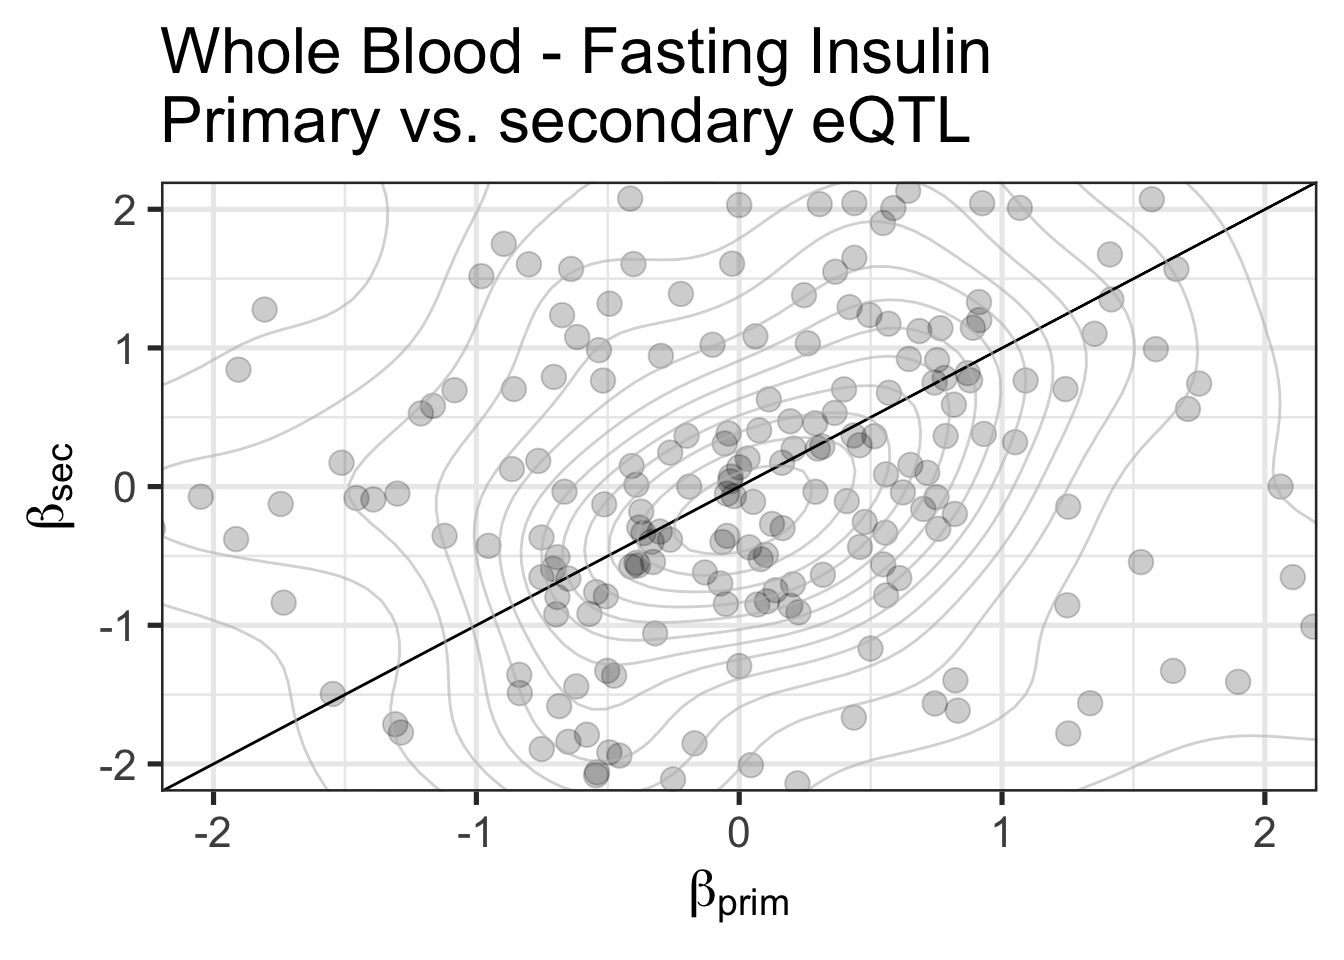 Whole Blood - Fasting Insulin
Primary vs. secondary eQTL
2
1
0
-1
-2
βsec
-2 -1 0 1 2
βprim